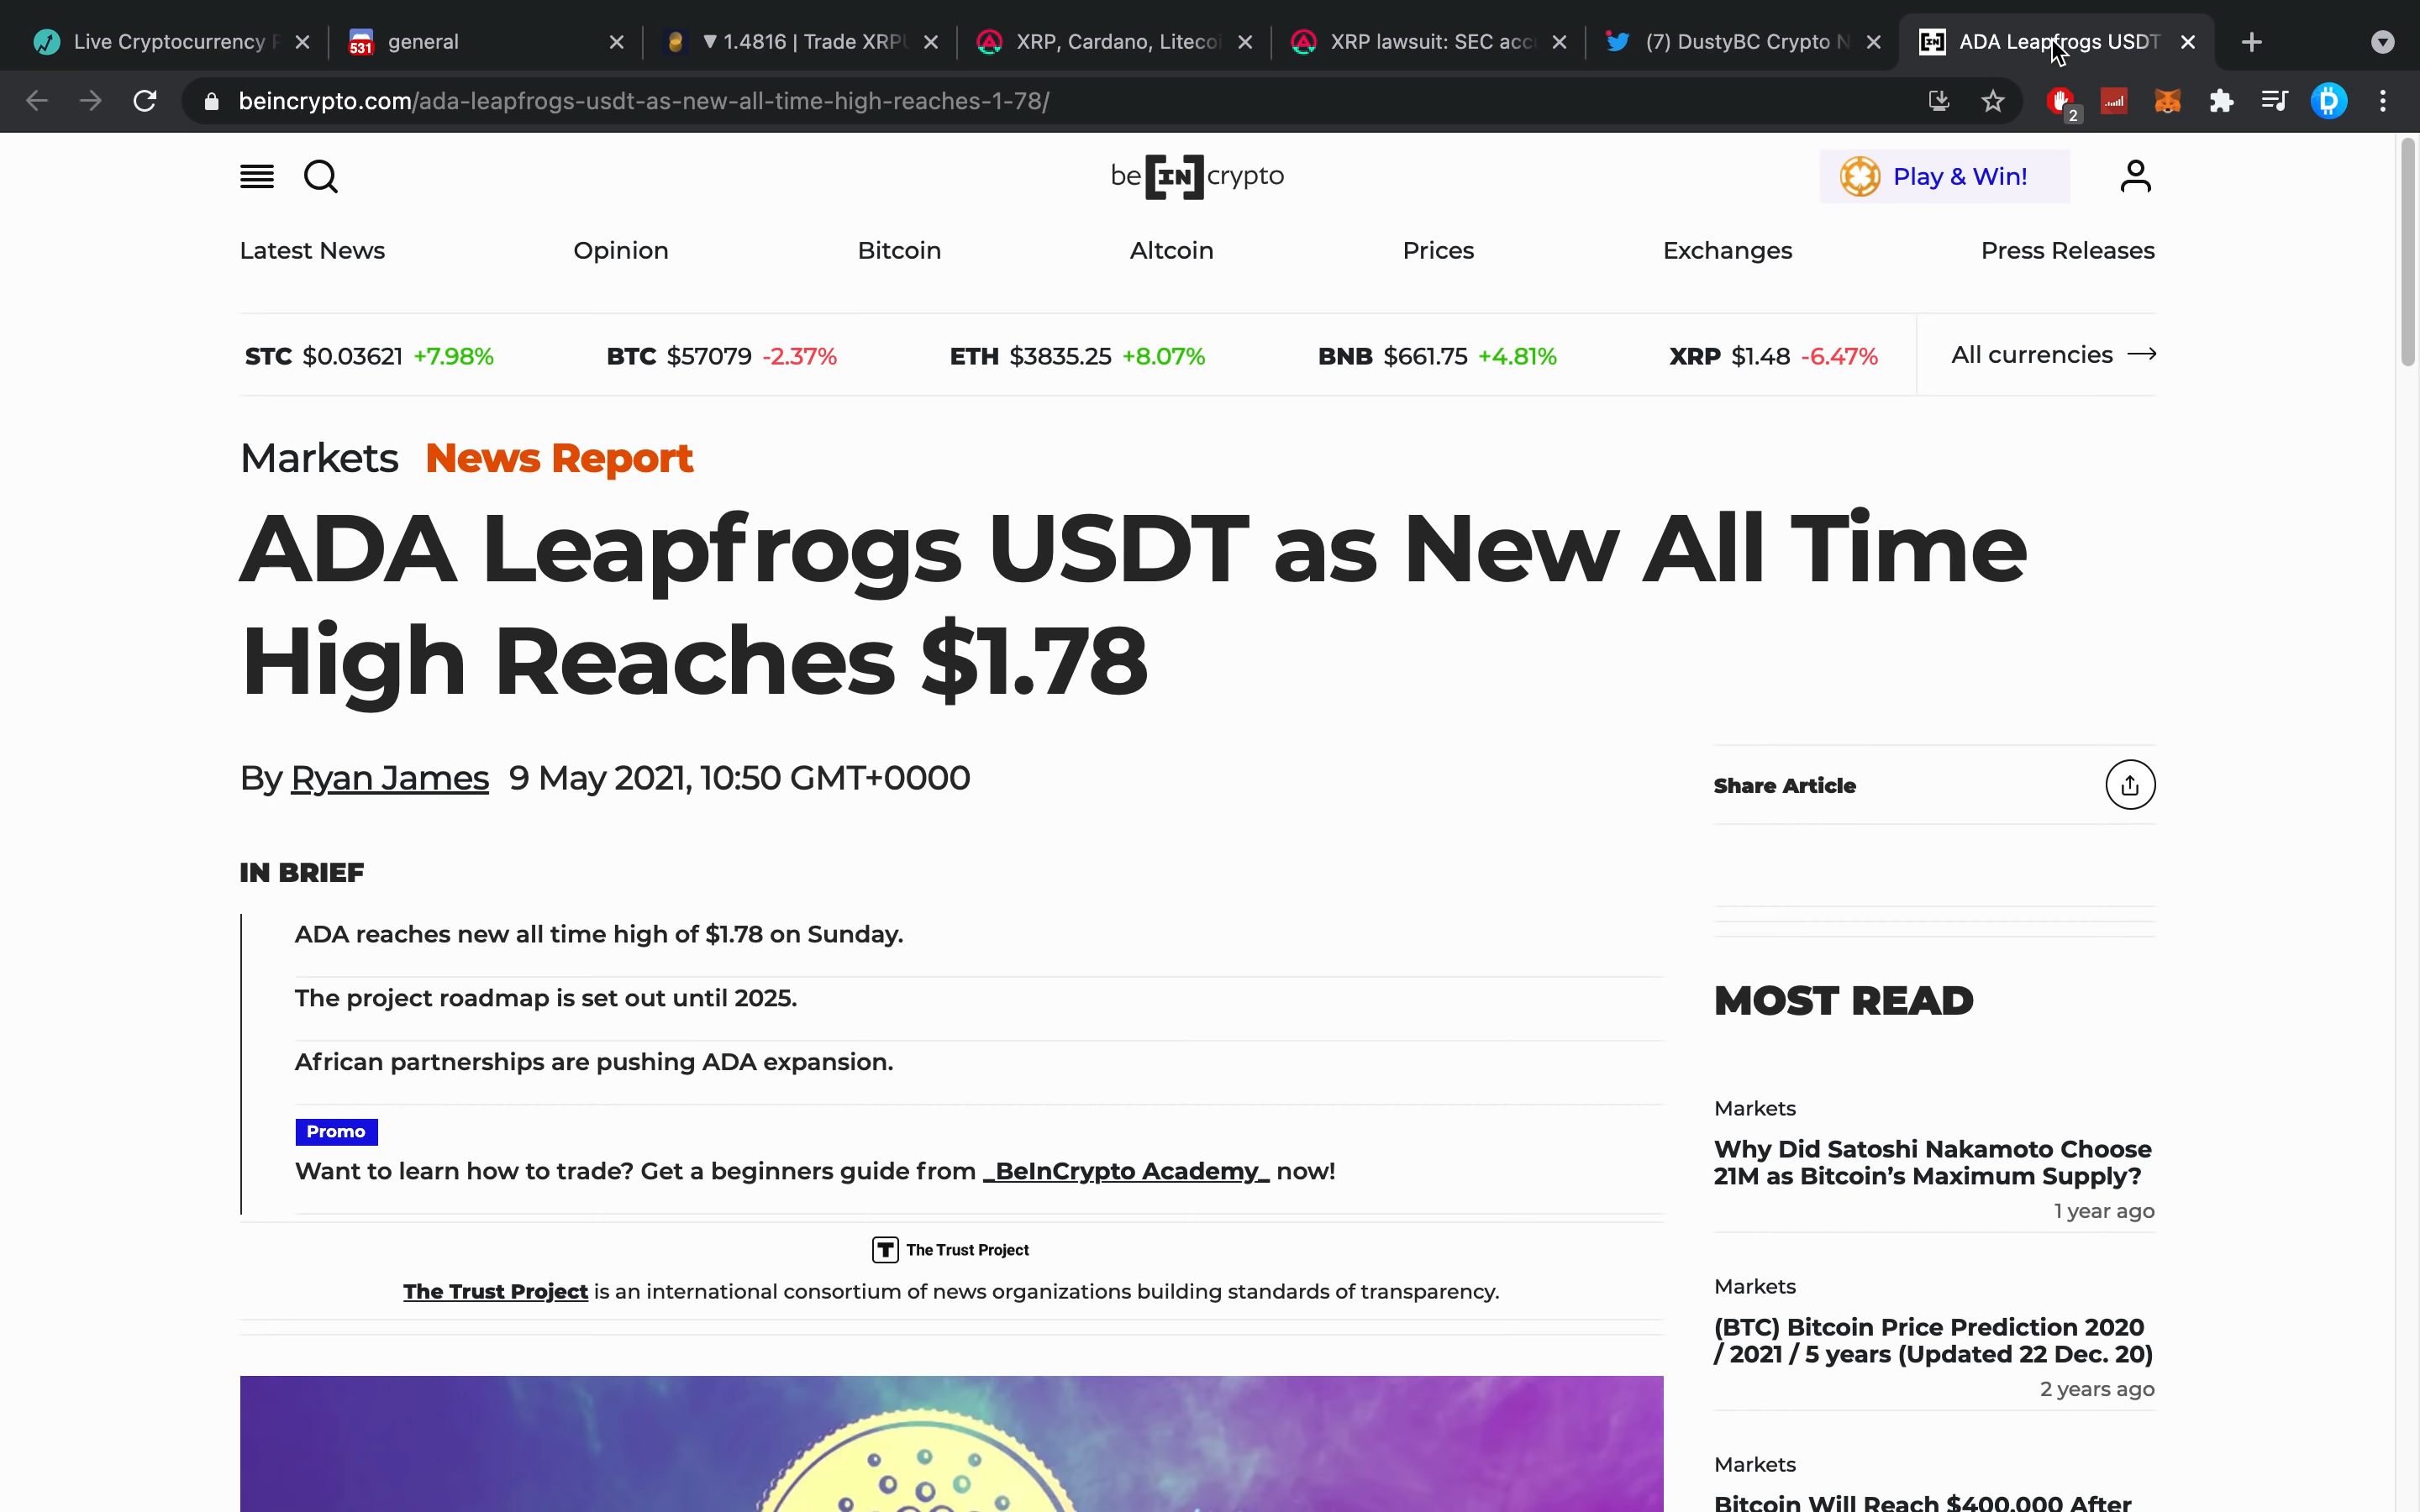 Live Cryptocurrency
531 general
▼ 1.4816 | Trade XRPU
XRP, Cardano, Liteco
XRP lawsuit: SEC acc
(7) DustyBC Crypto N
ADA Leapfrogs USDT
beincrypto.com/ada-leapfrogs-usdt-as-new-all-time-high-reaches-1-78/
2
be [IN] crypto
Play & Win!
Latest News Opinion Bitcoin Altcoin Prices Exchanges Press Releases
STC $0.03621 +7.98% BTC $57079 -2.37% ETH $3835.25 +8.07% BNB $661.75 +4.81% XRP $1.48 -6.47% All currencies →
Markets News Report
ADA Leapfrogs USDT as New All Time
High Reaches $1.78
By Ryan James 9 May 2021, 10:50 GMT+0000
IN BRIEF
ADA reaches new all time high of $1.78 on Sunday.
The project roadmap is set out until 2025.
African partnerships are pushing ADA expansion.
Promo
Want to learn how to trade? Get a beginners guide from _BeInCrypto Academy_ now!
T The Trust Project
The Trust Project is an international consortium of news organizations building standards of transparency.
Share Article
MOST READ
Markets
Why Did Satoshi Nakamoto Choose
21M as Bitcoin’s Maximum Supply?
1 year ago
Markets
(BTC) Bitcoin Price Prediction 2020
/ 2021 / 5 years (Updated 22 Dec. 20)
2 years ago
Markets
Bitcoin Will Reach $400,000 After